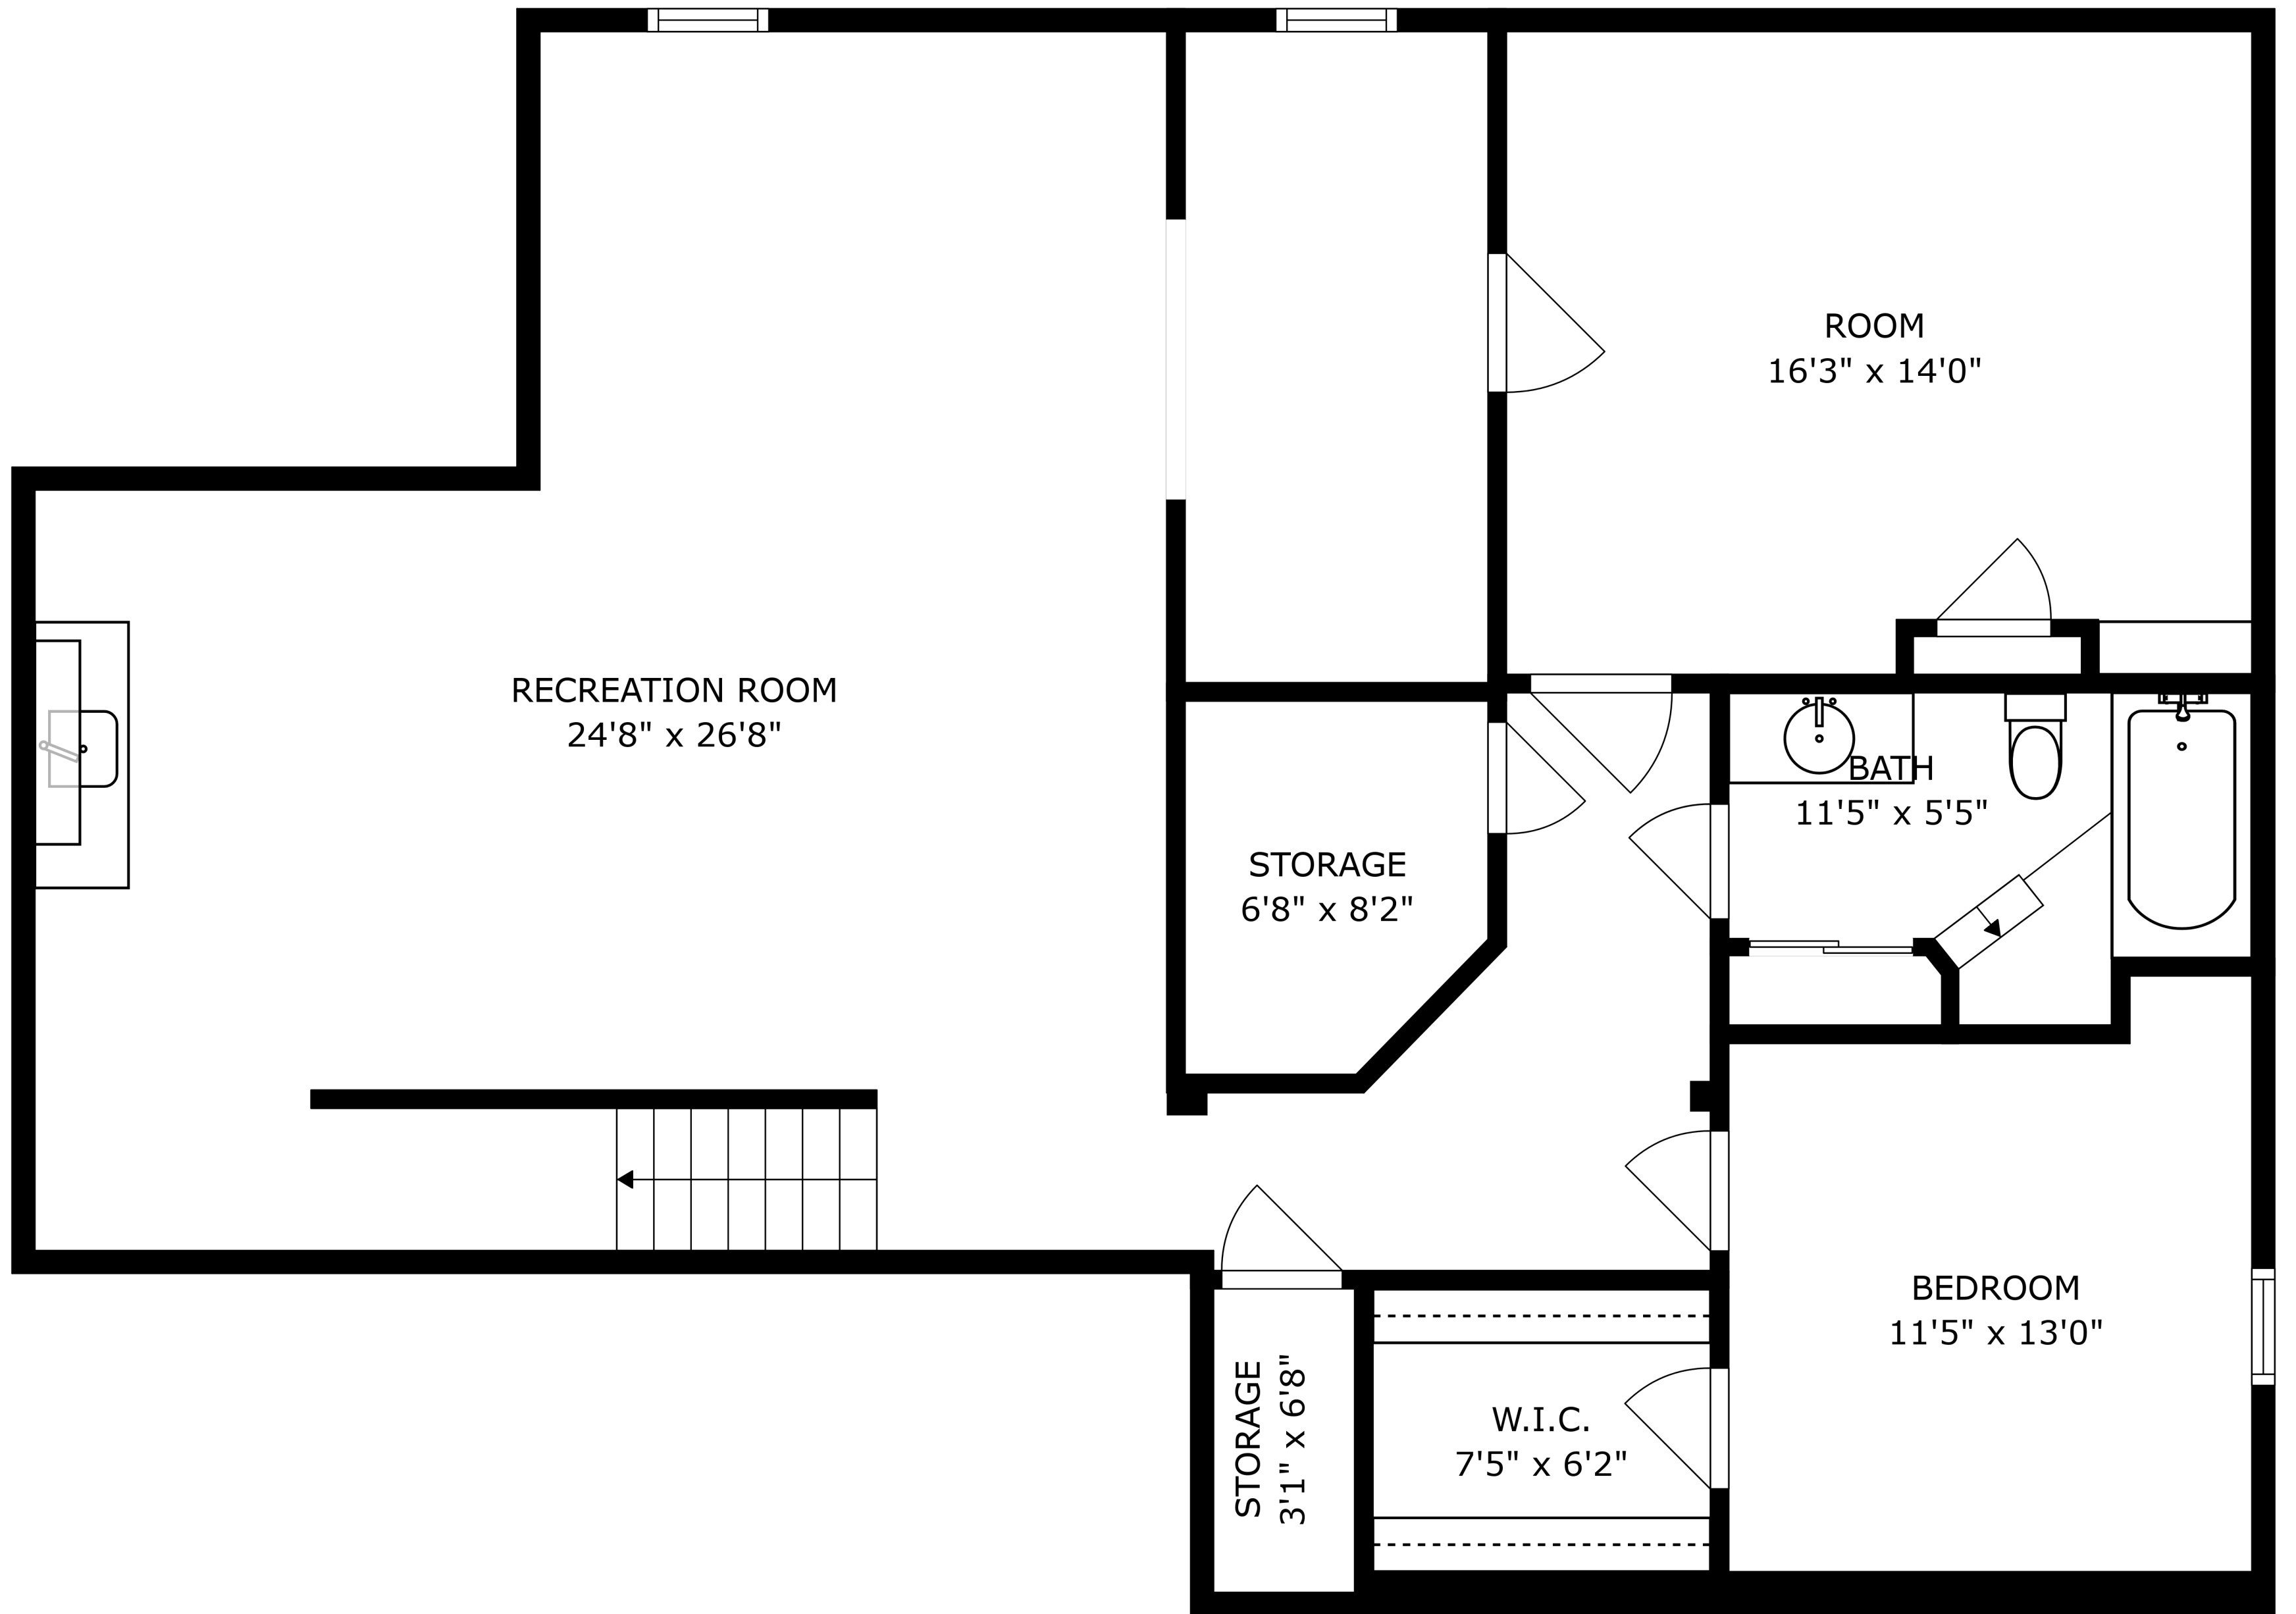 ROOM
16'3" x 14'0"
RECREATION ROOM
24'8" x 26'8"
BATH
11'5" x 5'5"
STORAGE
6'8" x 8'2"
BEDROOM
11'5" x 13'0"
STORAGE
3'1" x 6'8"
W.I.C.
7'5" x 6'2"